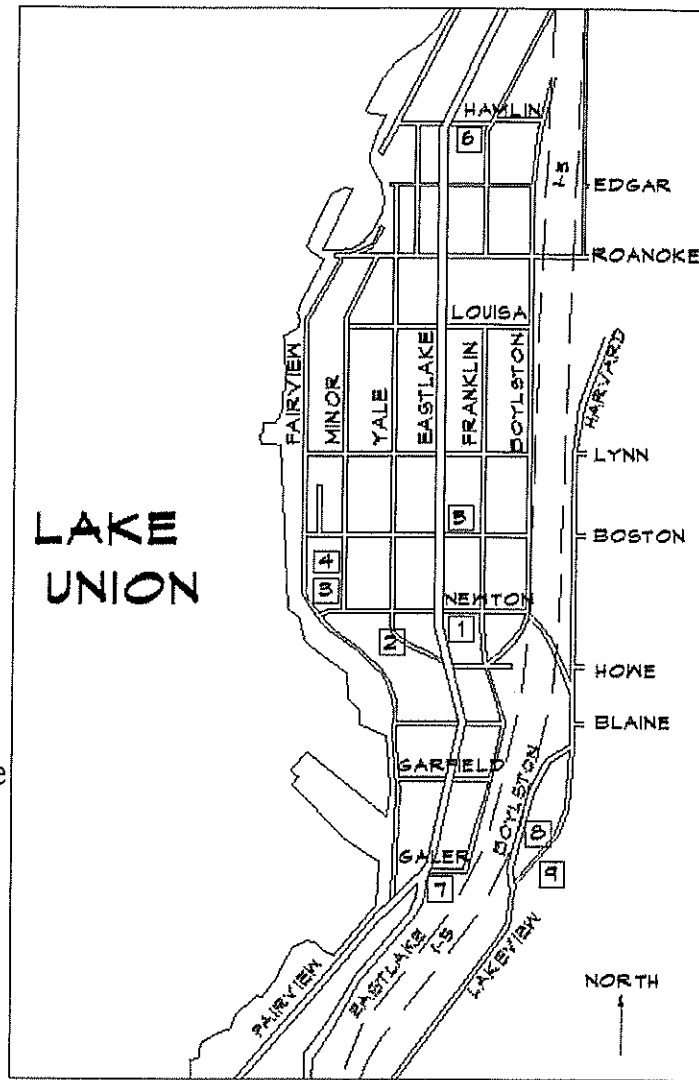 HAMLIN
6
I-5
EDGAR
ROANOKE
LOUISA
FAIRVIEW
MINOR
YALE
EASTLAKE
FRANKLIN
BOYLSTON
HARVARD
LYNN
LAKE
UNION
5
BOSTON
4
3
NEWTON
1
2
HOWE
BLAINE
GARFIELD
BOYLSTON
8
GALER
7
9
FAIRVIEW
EASTLAKE
I-5
LAKEVIEW
NORTH